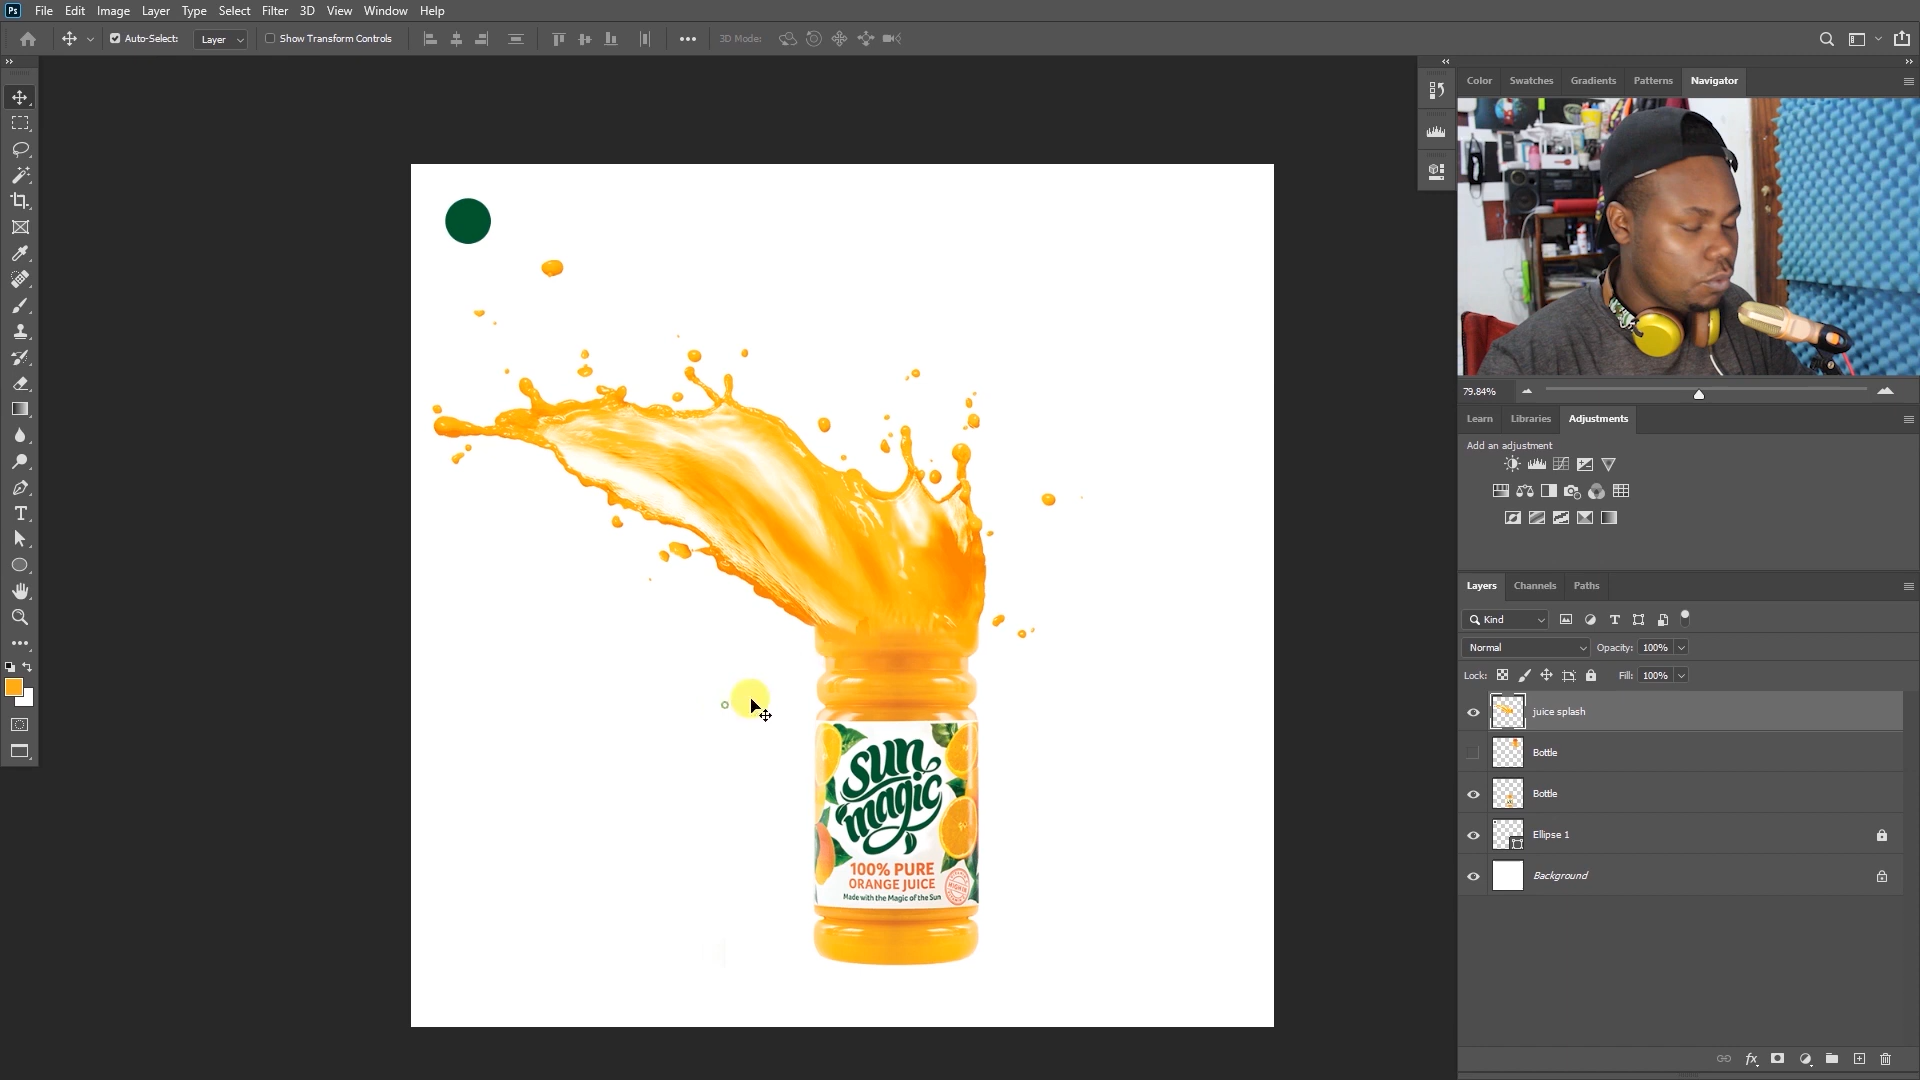 Ps File Edit Image Layer Type Select Filter 3D View Window Help
Auto-Select: Layer Show Transform Controls 3D Mode:
Color Swatches Gradients Patterns Navigator
79.84%
Learn Libraries Adjustments
Add an adjustment
Layers Channels Paths
Kind
Normal Opacity: 100%
Lock: Fill: 100%
juice splash
Bottle
Bottle
Ellipse 1
Background
sun
magic
100% PURE
ORANGE JUICE
Made with the Magic of the Sun